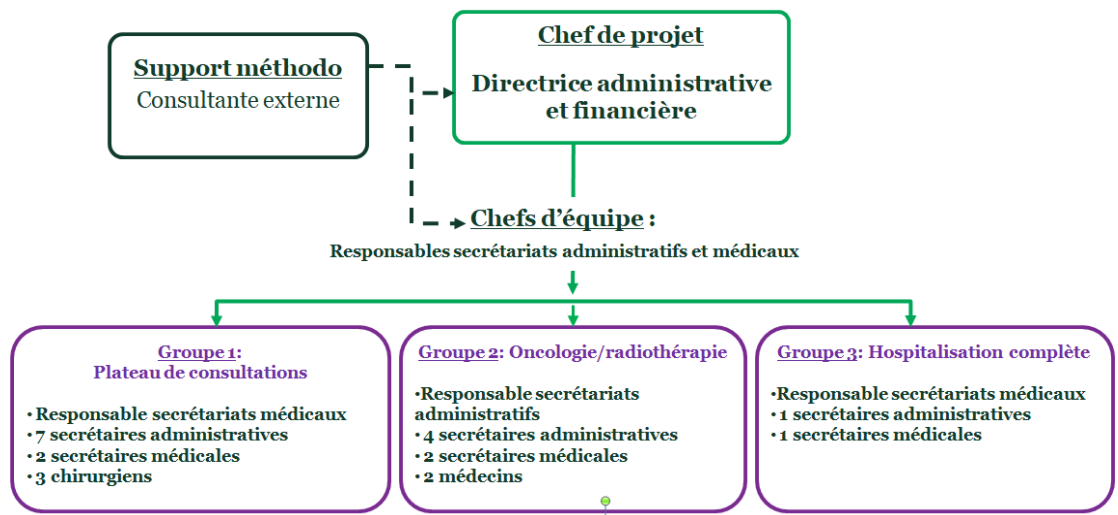 Support méthodo
Consultante externe
Chef de projet
Directrice administrative
et financière
Chefs d’équipe :
Responsables secrétariats administratifs et médicaux
Groupe 1:
Plateau de consultations
•Responsable secrétariats médicaux
•7 secrétaires administratives
•2 secrétaires médicales
•3 chirurgiens
Groupe 2: Oncologie/radiothérapie
•Responsable secrétariats
administratifs
•4 secrétaires administratives
•2 secrétaires médicales
•2 médecins
Groupe 3: Hospitalisation complète
•Responsable secrétariats médicaux
•1 secrétaires administratives
•1 secrétaires médicales